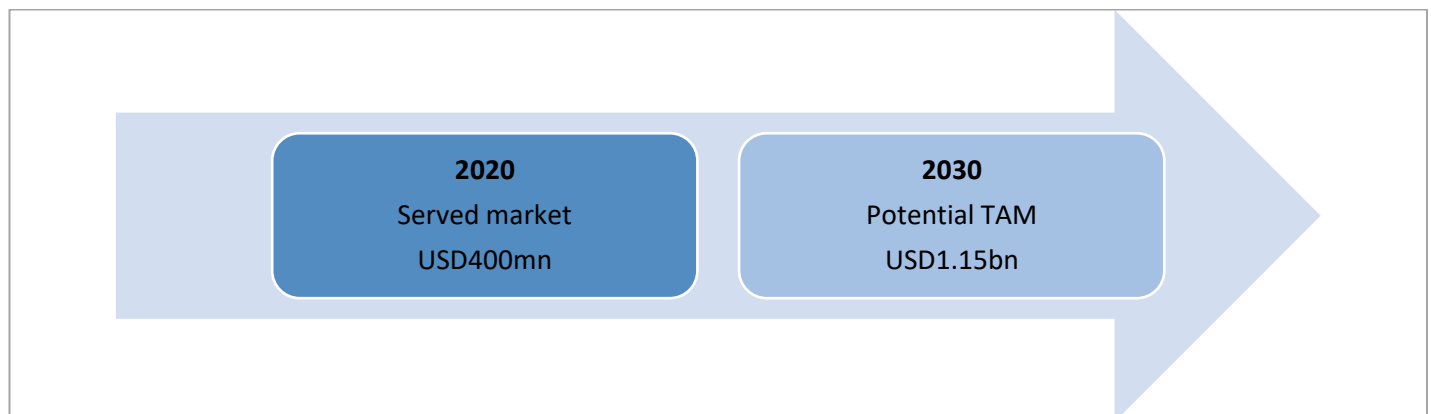 2020
Served market
USD400mn
2030
Potential TAM
USD1.15bn